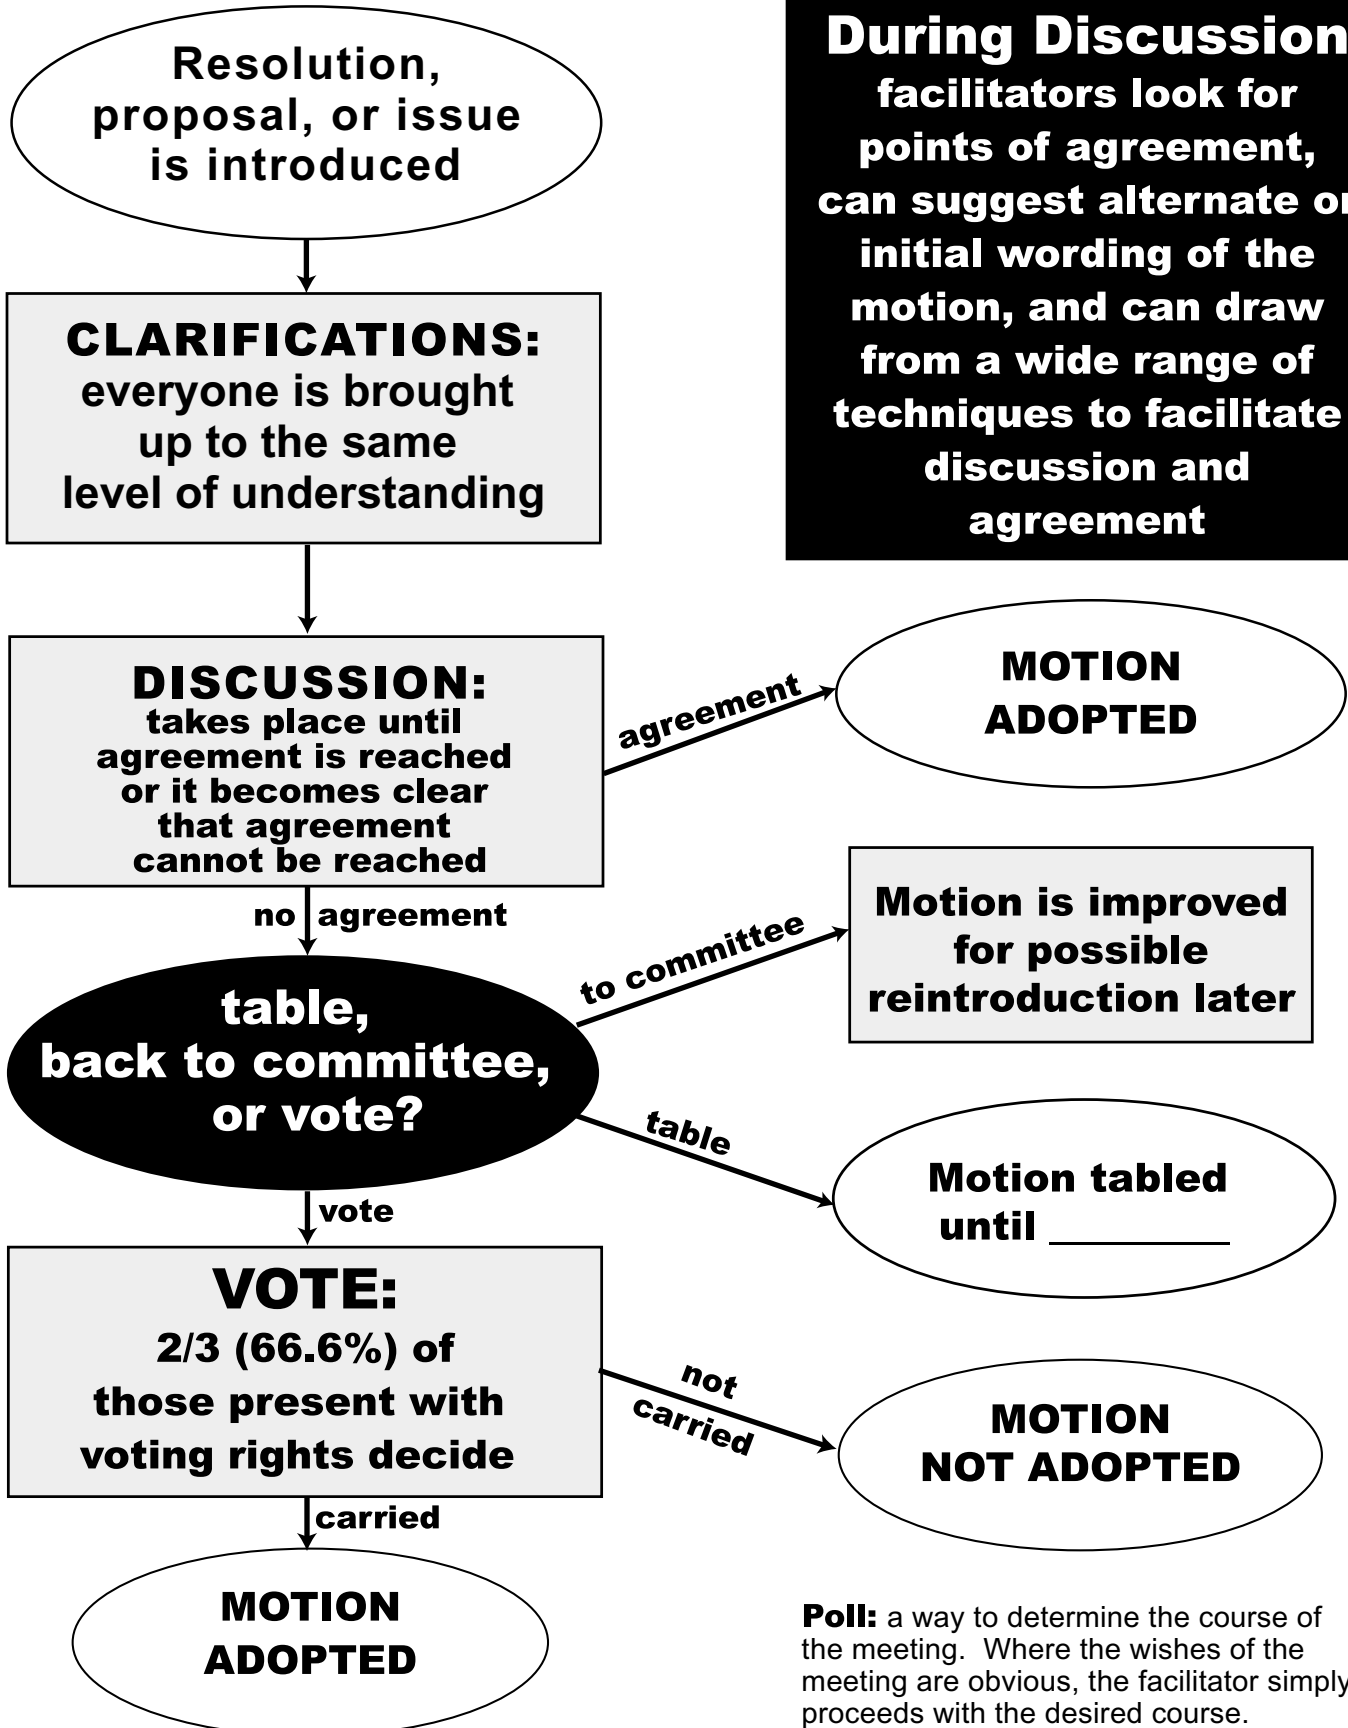 Resolution,
proposal, or issue
is introduced
During Discussion
facilitators look for
points of agreement,
can suggest alternate or
initial wording of the
motion, and can draw
from a wide range of
techniques to facilitate
discussion and
agreement
CLARIFICATIONS:
everyone is brought
up to the same
level of understanding
DISCUSSION:
takes place until
agreement is reached
or it becomes clear
that agreement
cannot be reached
agreement
MOTION
ADOPTED
no agreement
table,
back to committee,
or vote?
to committee
Motion is improved
for possible
reintroduction later
table
Motion tabled
until _________
vote
VOTE:
2/3 (66.6%) of
those present with
voting rights decide
not
carried
MOTION
NOT ADOPTED
carried
MOTION
ADOPTED
Poll: a way to determine the course of
the meeting. Where the wishes of the
meeting are obvious, the facilitator simply
proceeds with the desired course.